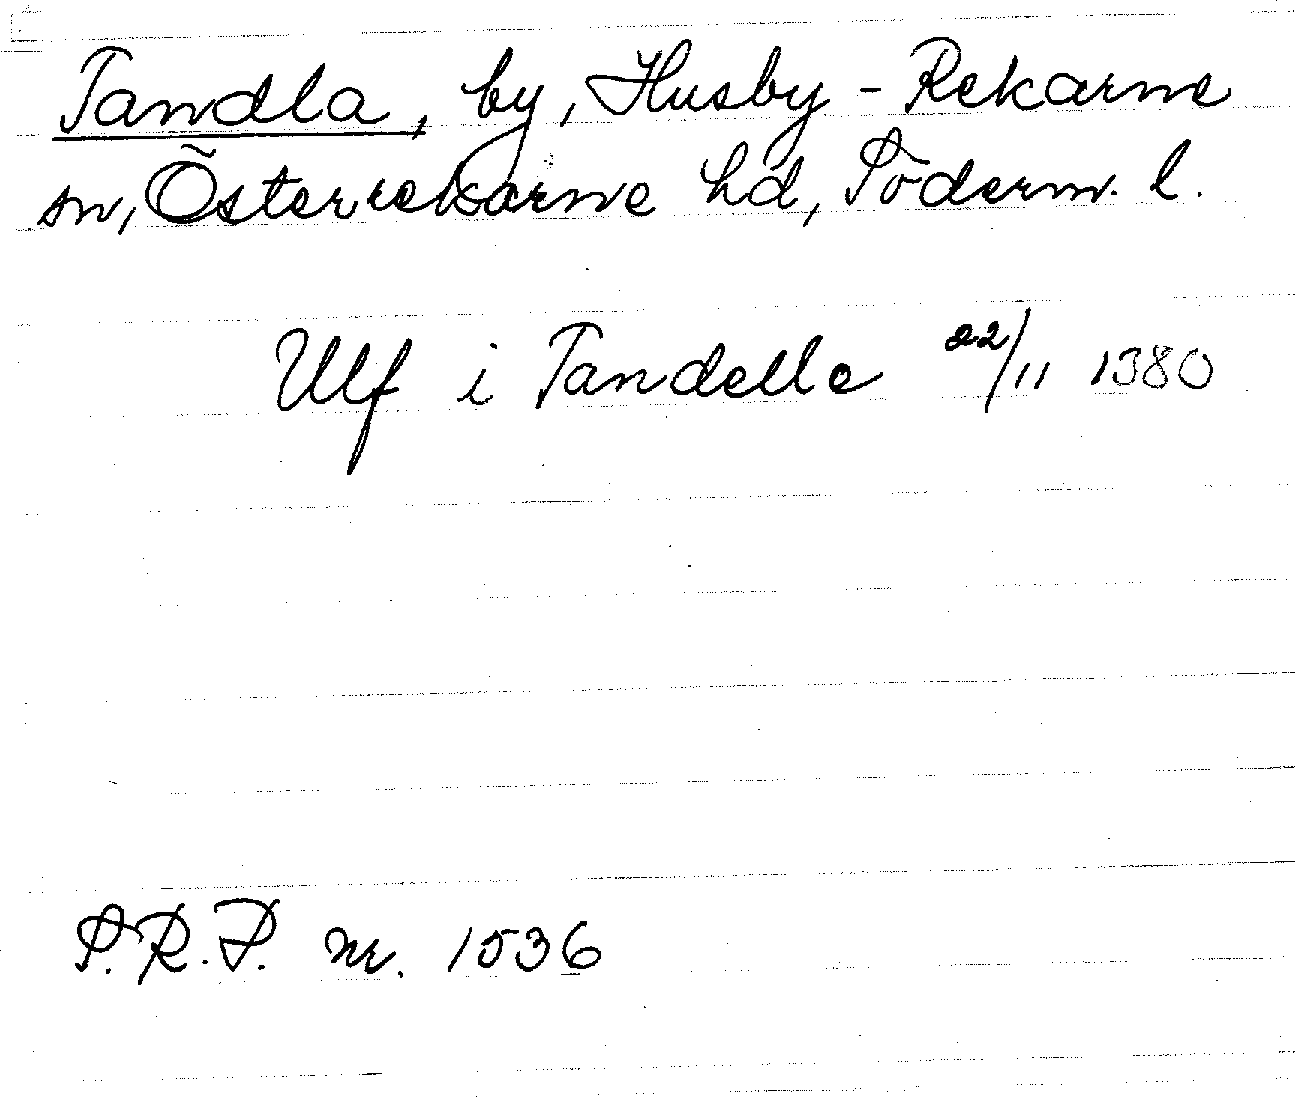 Tandla, by, Husby-Rekarne
sn, Österrekarne hd, Söderm. l.
Ulf i Tandelle 22/11 1380
S.R.P. nr. 1536